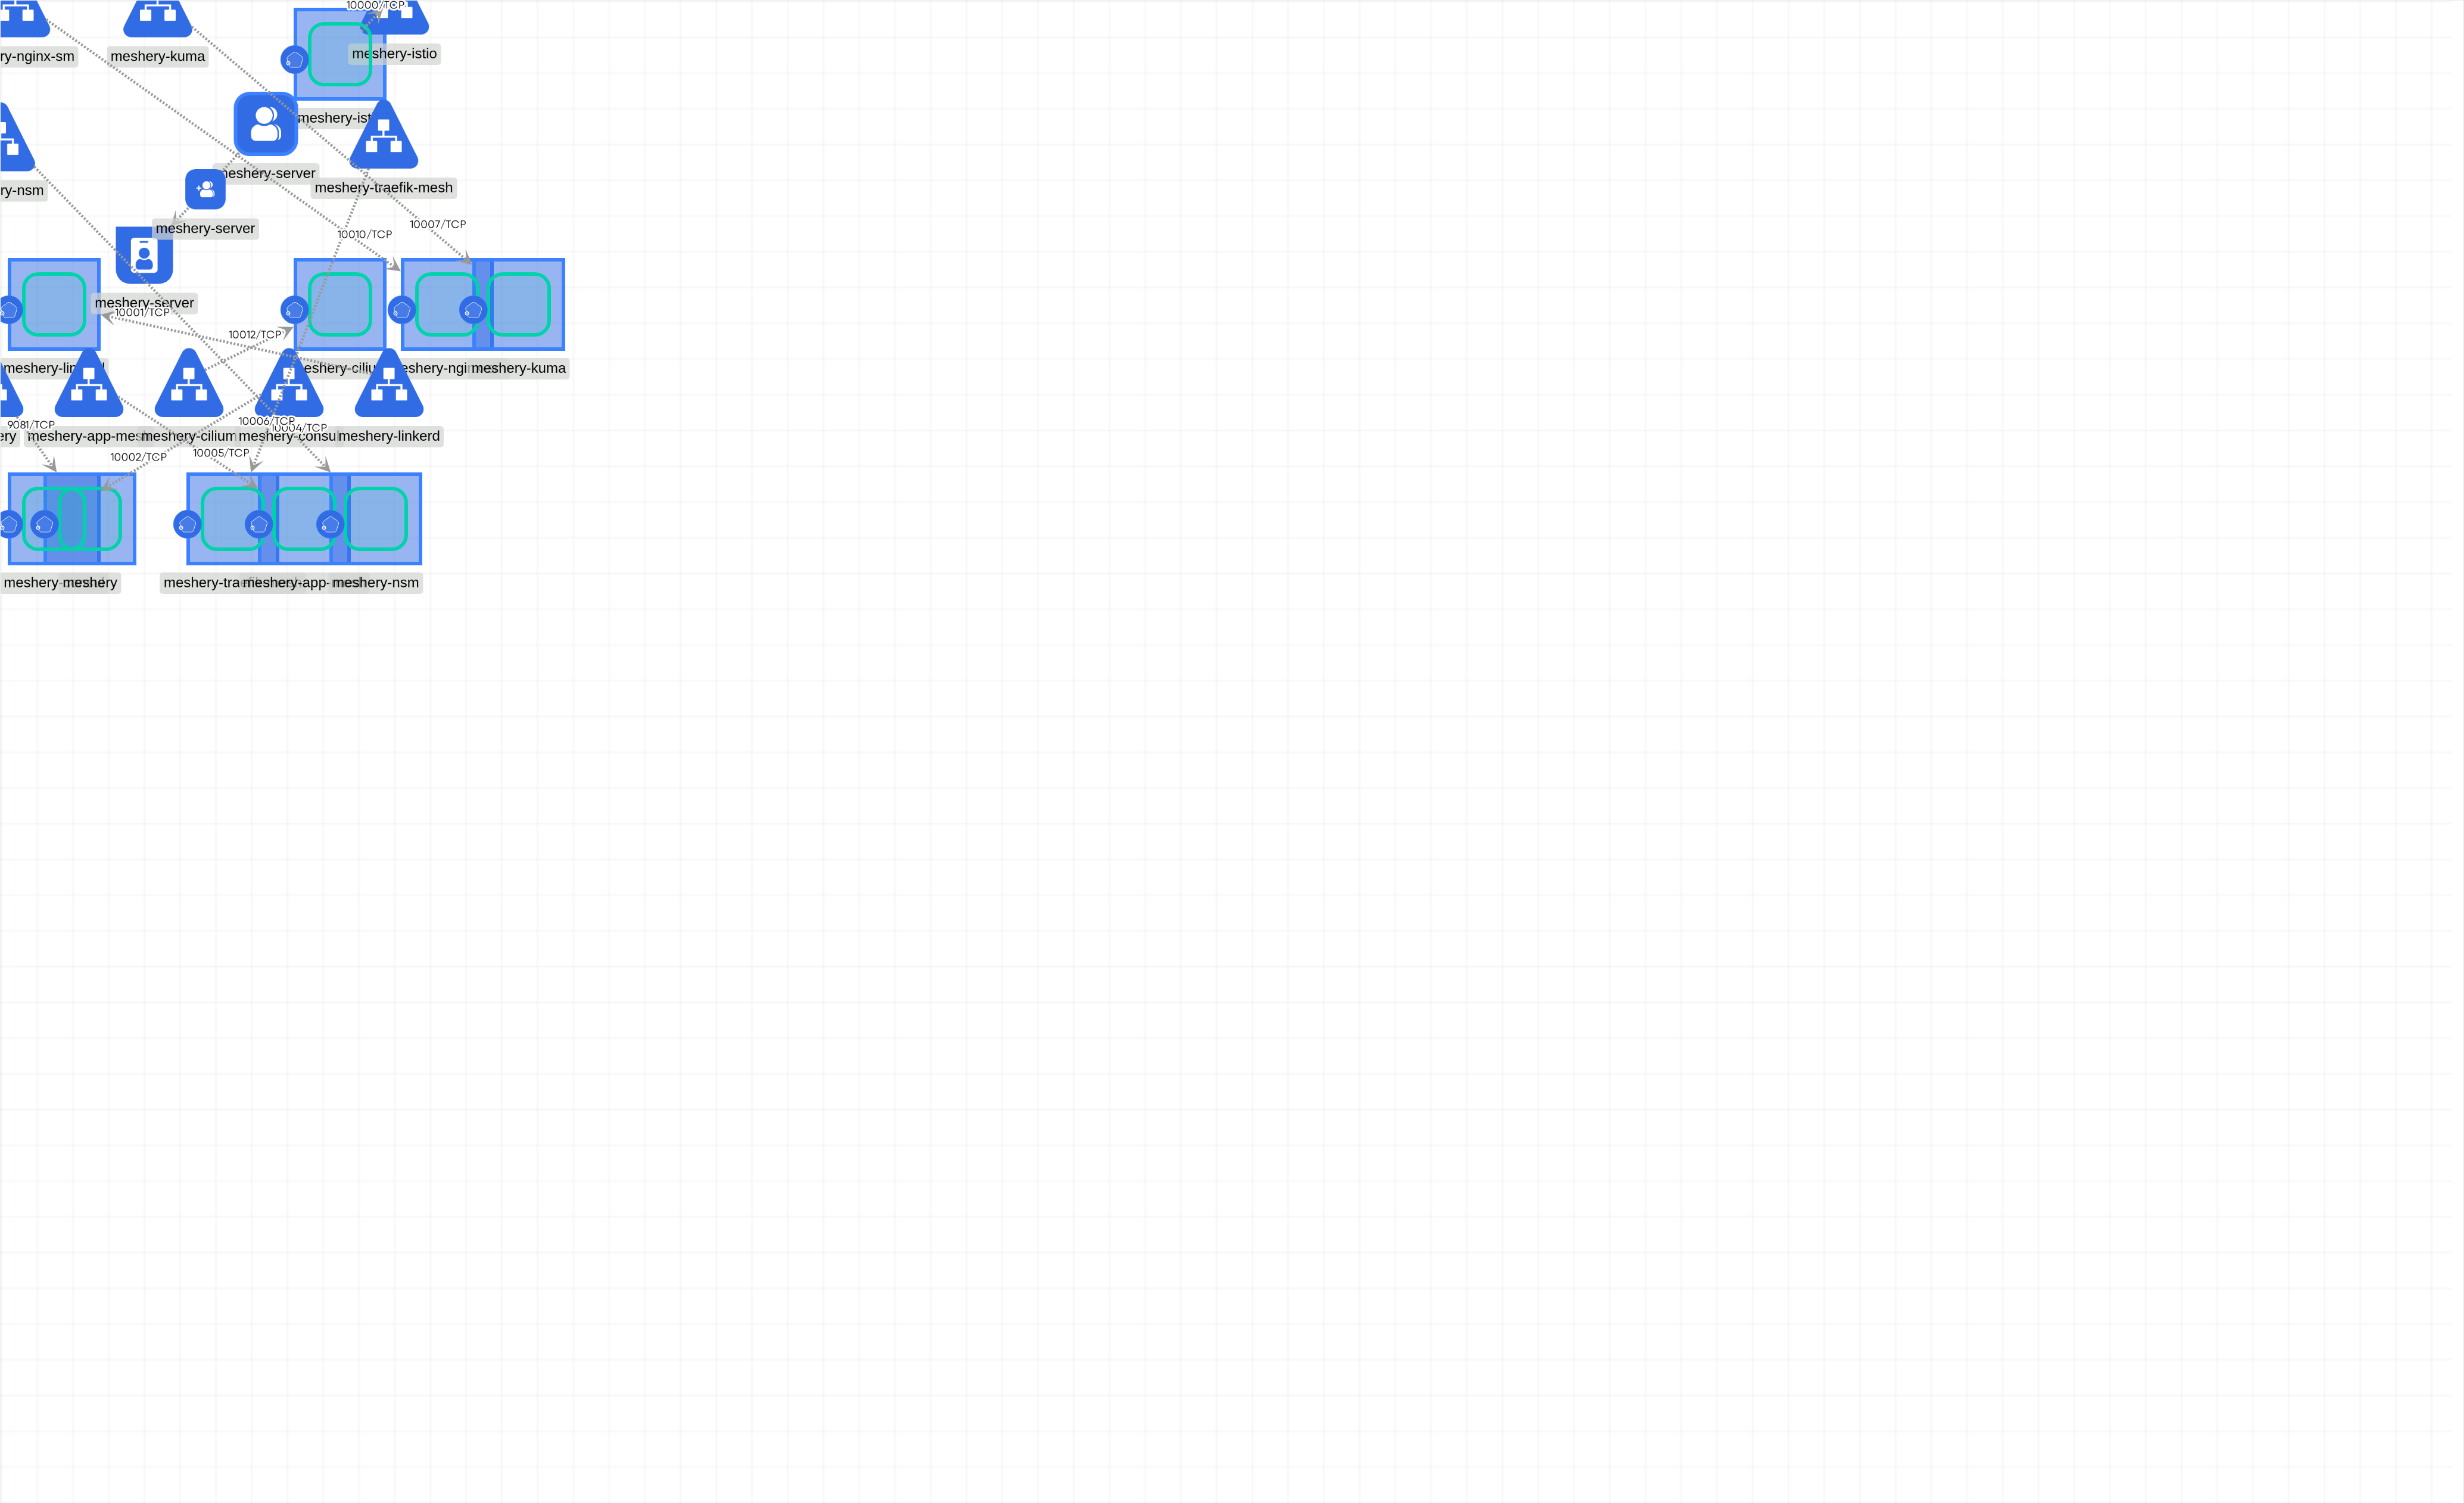 10000/TCP
meshery-istio
ry-nginx-sm
meshery-kuma
meshery-ist
meshery-server
meshery-traefik-mesh
ry-nsm
meshery-server
10007/TCP
10010/TCP
meshery-server
10001/TCP
10012/TCP
meshery-lin
eshery-ciliu
eshery-ngi
meshery-kuma
9081/TCP
10006/TCP
10004/TCP
ery
meshery-app-mes
meshery-cilium
meshery-consul
meshery-linkerd
10002/TCP
10005/TCP
meshery-
meshery
meshery-tra
meshery-app-
meshery-nsm